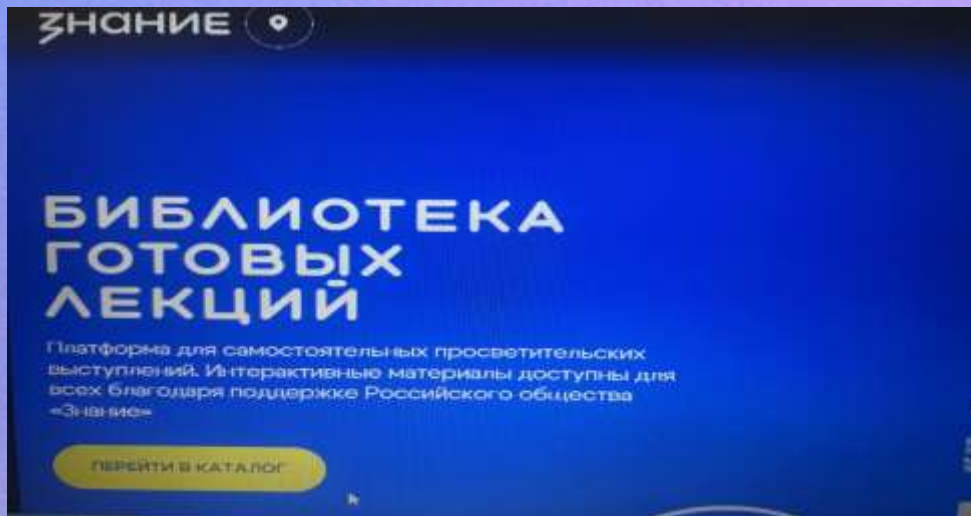 знание
БИБЛИОТЕКА
ГОТОВЫХ
ЛЕКЦИЙ
Платформа для самостоятельных просветительских
выступлений. Интерактивные материалы доступны для
всех благодаря поддержке Российского общества
«Знание»
ПЕРЕЙТИ В КАТАЛОГ